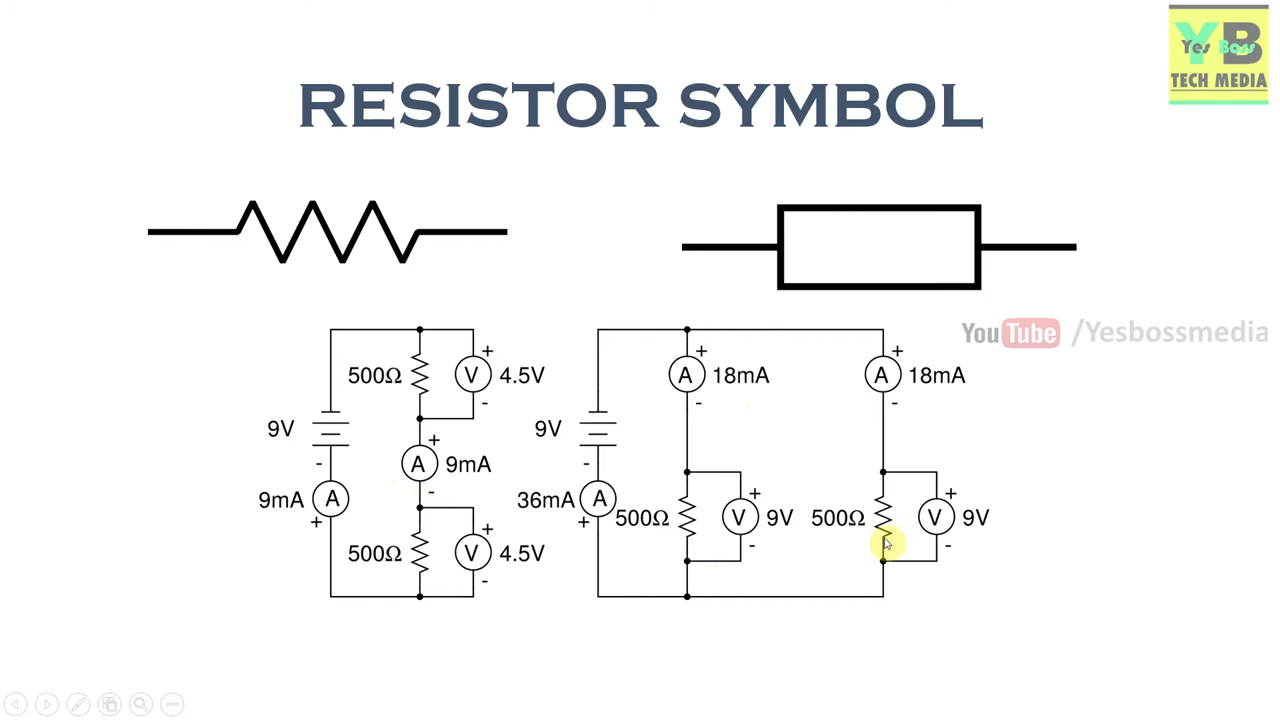 YB
Yes Boss
TECH MEDIA
RESISTOR SYMBOL
YouTube /Yesbossmedia
+ + +
500Ω V 4.5V A 18mA A 18mA
- - -
9V 9V
+
- A 9mA -
9mA A - 36mA A
+ + + + +
500Ω V 9V 500Ω V 9V
500Ω V 4.5V - -
-